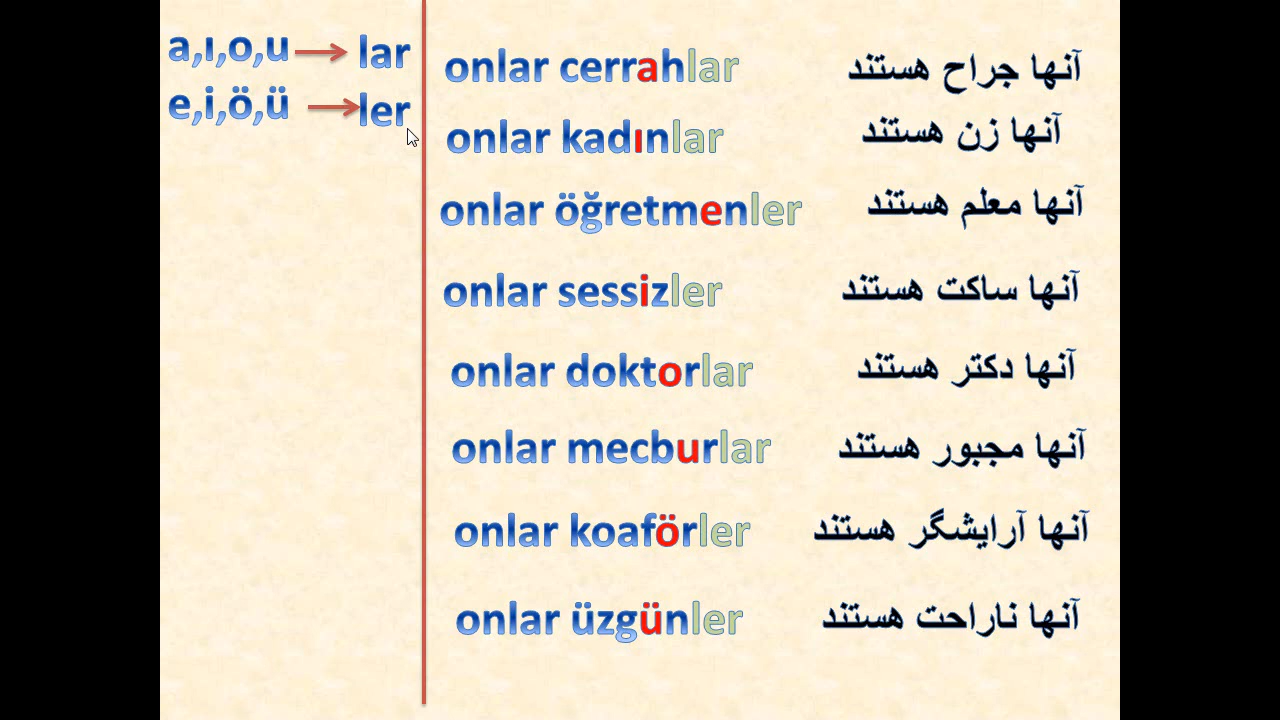 a,ı,o,u → lar
e,i,ö,ü → ler
onlar cerrahlar آنها جراح هستند
onlar kadınlar آنها زن هستند
onlar öğretmenler آنها معلم هستند
onlar sessizler آنها ساکت هستند
onlar doktorlar آنها دکتر هستند
onlar mecburlar آنها مجبور هستند
onlar koaförler آنها آرایشگر هستند
onlar üzgünler آنها ناراحت هستند